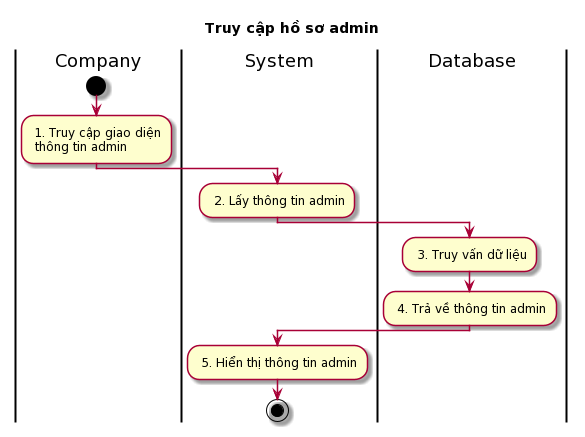 Truy cập hồ sơ admin
Company
System
Database
1. Truy cập giao diện
thông tin admin
2. Lấy thông tin admin
3. Truy vấn dữ liệu
4. Trả về thông tin admin
5. Hiển thị thông tin admin